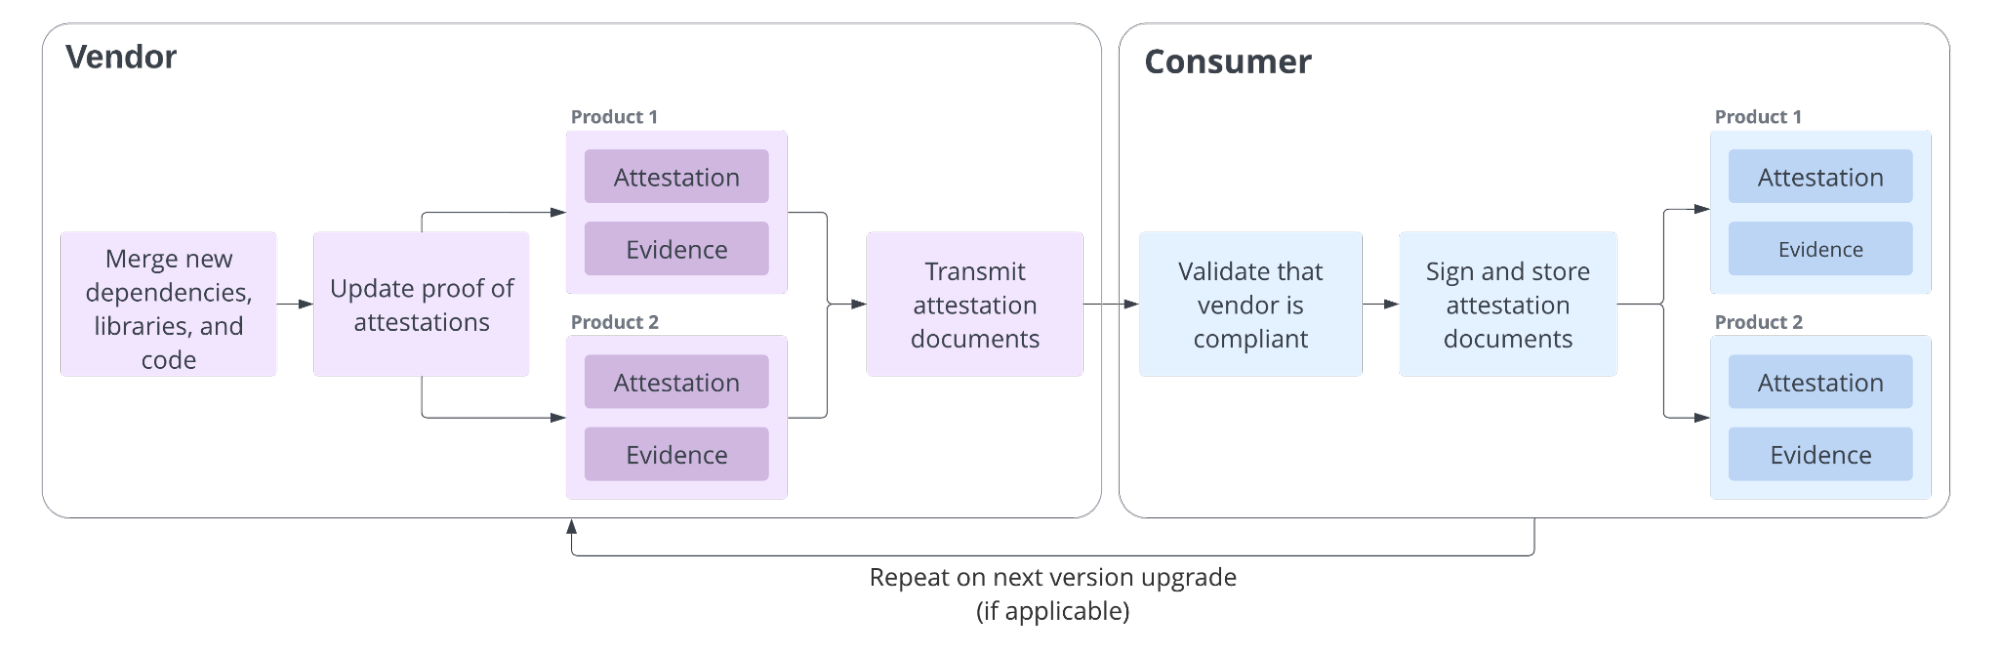 Vendor
Merge new
dependencies,
libraries, and
code
Update proof of
attestations
Product 1
Attestation
Evidence
Product 2
Attestation
Evidence
Transmit
attestation
documents
Consumer
Validate that
vendor is
compliant
Sign and store
attestation
documents
Product 1
Attestation
Evidence
Product 2
Attestation
Evidence
Repeat on next version upgrade
(if applicable)